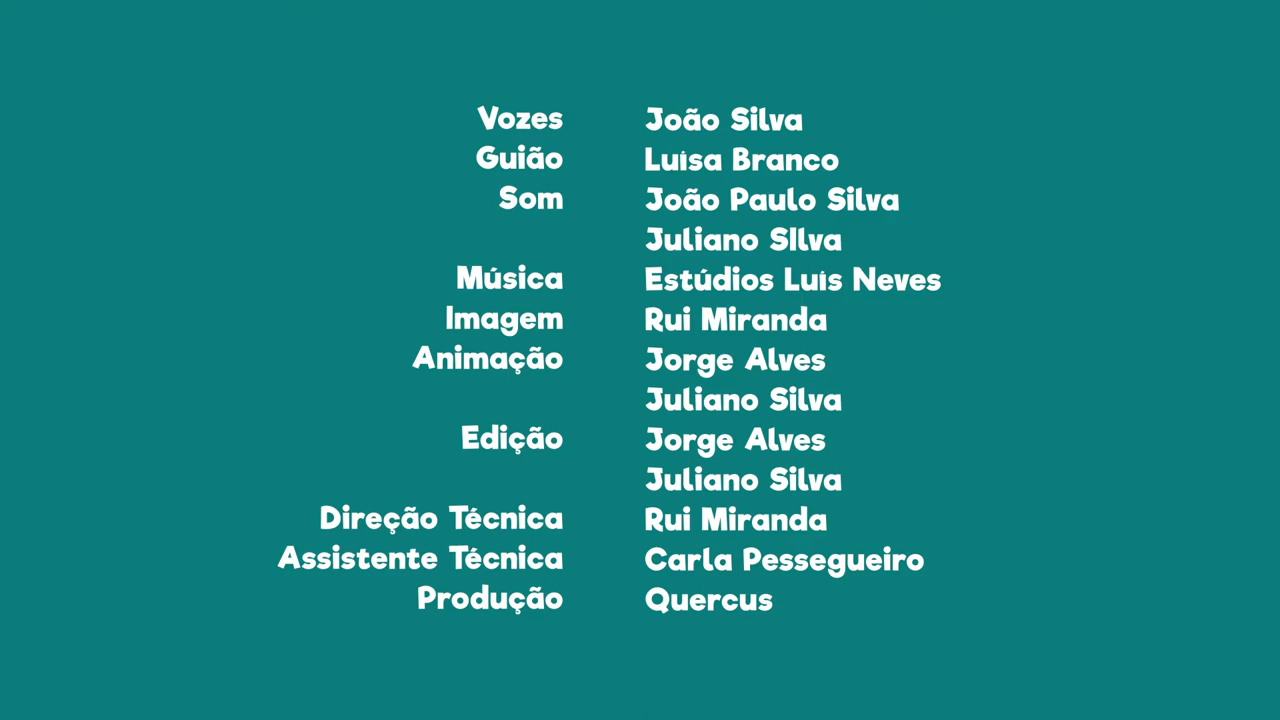 Vozes João Silva
Guião Luísa Branco
Som João Paulo Silva
Juliano SIlva
Música Estúdios Luís Neves
Imagem Rui Miranda
Animação Jorge Alves
Juliano Silva
Edição Jorge Alves
Juliano Silva
Direção Técnica Rui Miranda
Assistente Técnica Carla Pessegueiro
Produção Quercus